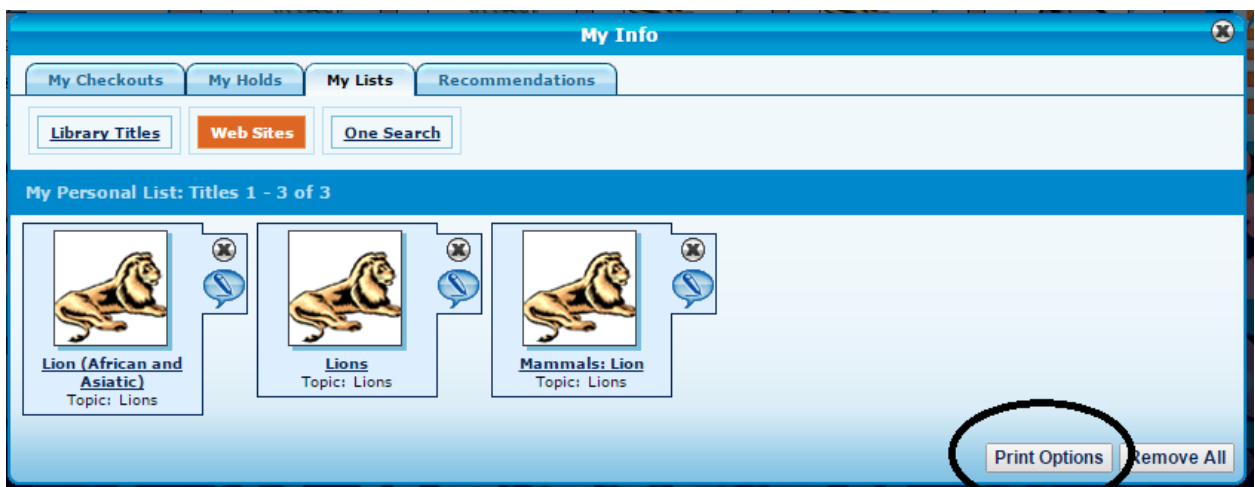 My Info
My Checkouts My Holds My Lists Recommendations
Library Titles Web Sites One Search
My Personal List: Titles 1 - 3 of 3
Lion (African and
Asiatic)
Topic: Lions
Lions
Topic: Lions
Mammals: Lion
Topic: Lions
Print Options Remove All